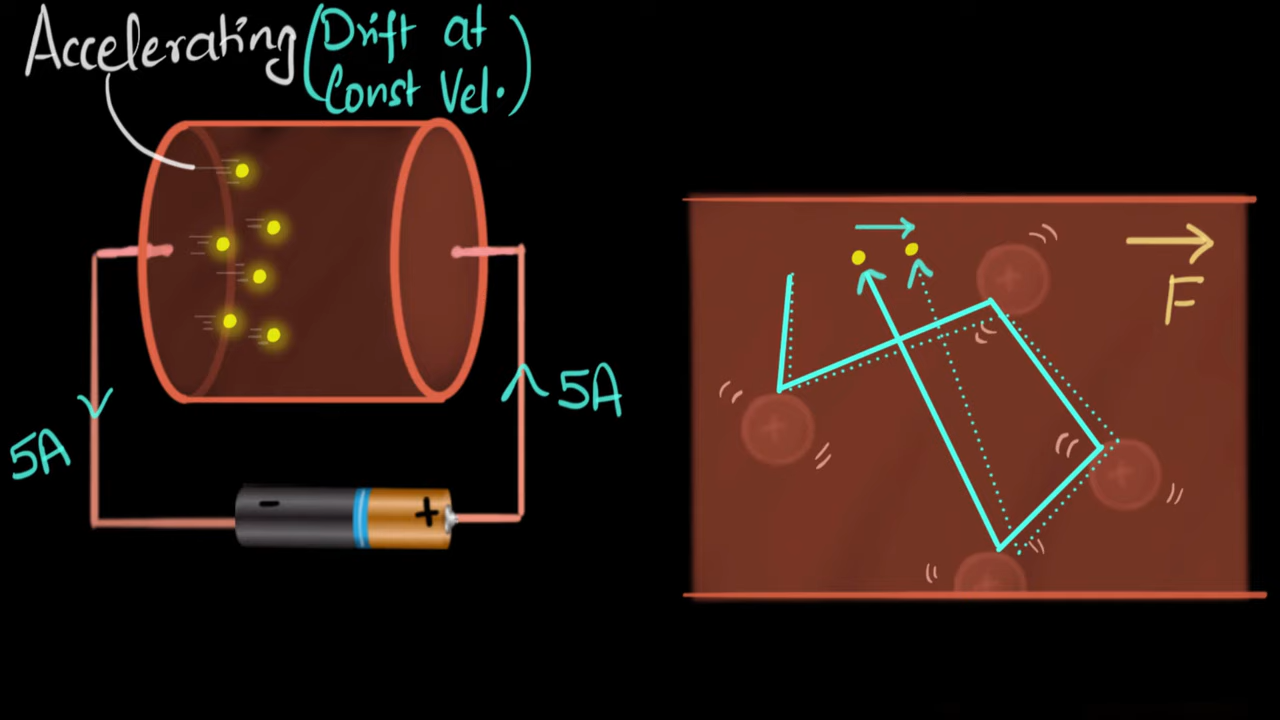 Accelerating (Drift at
Const Vel.)
5A
5A
- +
F
+
+
+
+